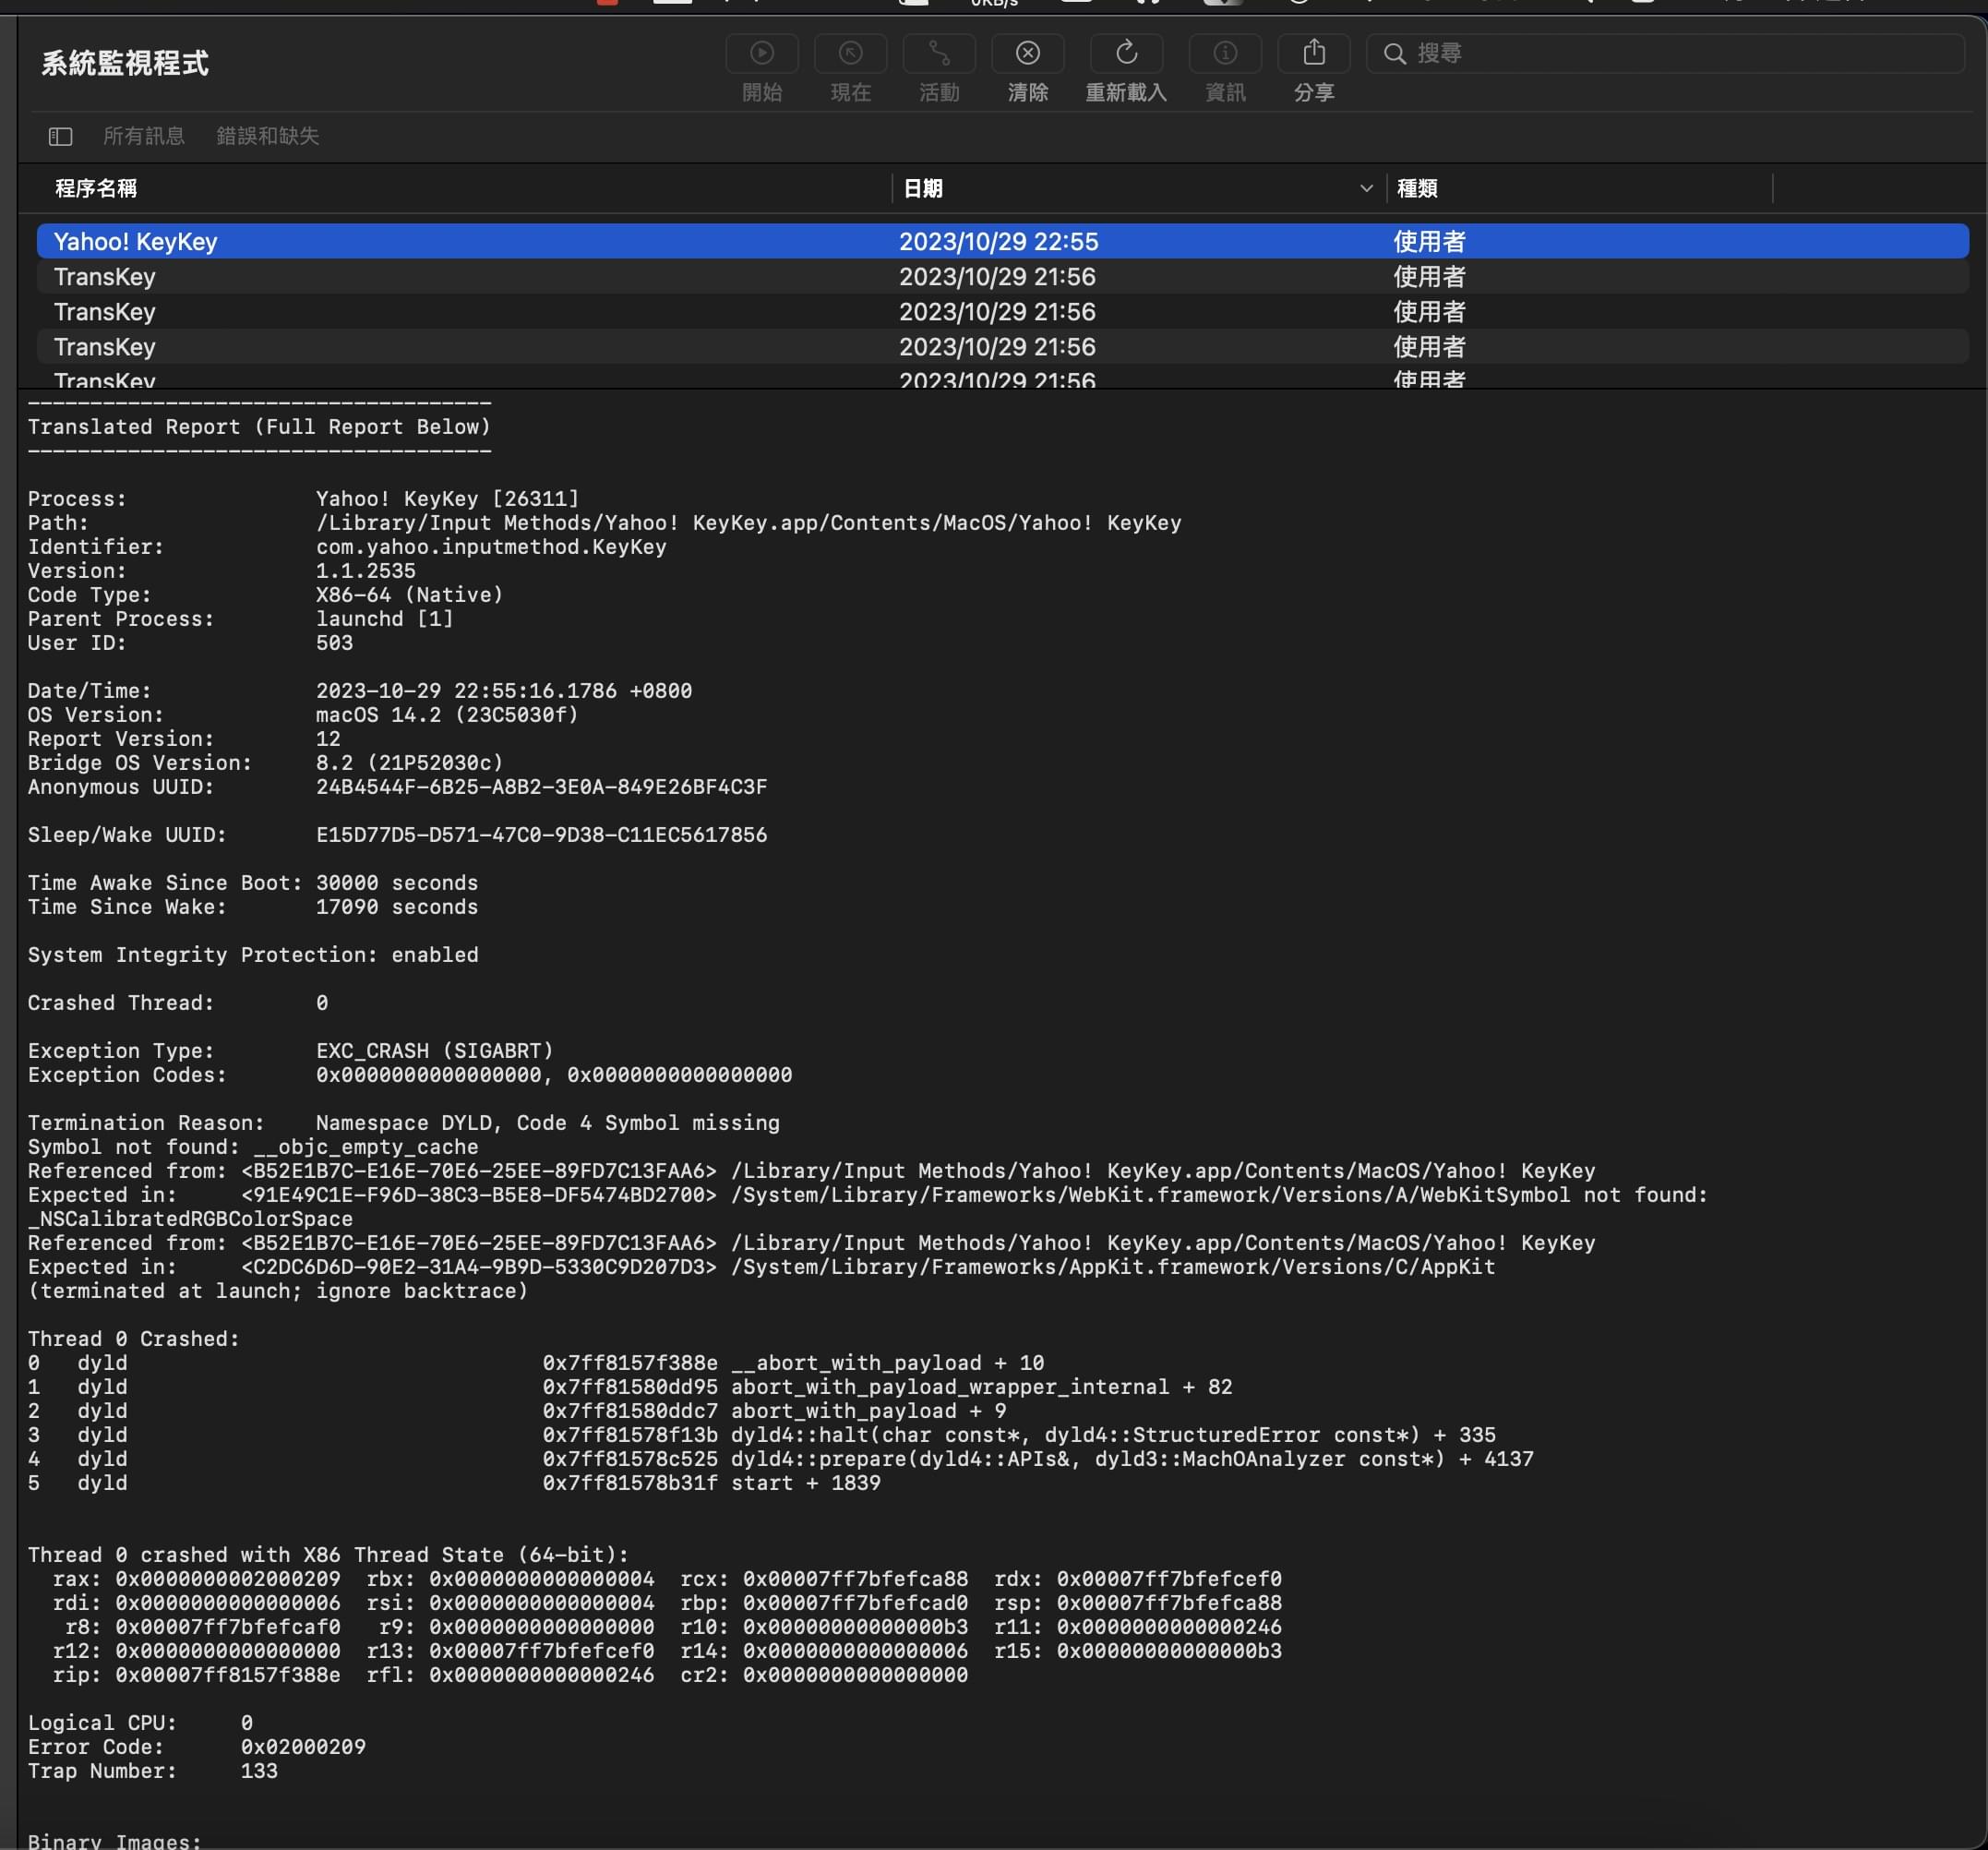 0KB/s
系統監視程式
開始
現在
活動
清除
重新載入
資訊
分享
搜尋
所有訊息 錯誤和缺失
程序名稱 日期 種類
Yahoo! KeyKey 2023/10/29 22:55 使用者
TransKey 2023/10/29 21:56 使用者
TransKey 2023/10/29 21:56 使用者
TransKey 2023/10/29 21:56 使用者
TransKey 2023/10/29 21:56 使用者
-------------------------------------
Translated Report (Full Report Below)
-------------------------------------
Process: Yahoo! KeyKey [26311]
Path: /Library/Input Methods/Yahoo! KeyKey.app/Contents/MacOS/Yahoo! KeyKey
Identifier: com.yahoo.inputmethod.KeyKey
Version: 1.1.2535
Code Type: X86-64 (Native)
Parent Process: launchd [1]
User ID: 503
Date/Time: 2023-10-29 22:55:16.1786 +0800
OS Version: macOS 14.2 (23C5030f)
Report Version: 12
Bridge OS Version: 8.2 (21P52030c)
Anonymous UUID: 24B4544F-6B25-A8B2-3E0A-849E26BF4C3F
Sleep/Wake UUID: E15D77D5-D571-47C0-9D38-C11EC5617856
Time Awake Since Boot: 30000 seconds
Time Since Wake: 17090 seconds
System Integrity Protection: enabled
Crashed Thread: 0
Exception Type: EXC_CRASH (SIGABRT)
Exception Codes: 0x0000000000000000, 0x0000000000000000
Termination Reason: Namespace DYLD, Code 4 Symbol missing
Symbol not found: __objc_empty_cache
Referenced from: <B52E1B7C-E16E-70E6-25EE-89FD7C13FAA6> /Library/Input Methods/Yahoo! KeyKey.app/Contents/MacOS/Yahoo! KeyKey
Expected in: <91E49C1E-F96D-38C3-B5E8-DF5474BD2700> /System/Library/Frameworks/WebKit.framework/Versions/A/WebKitSymbol not found:
_NSCalibratedRGBColorSpace
Referenced from: <B52E1B7C-E16E-70E6-25EE-89FD7C13FAA6> /Library/Input Methods/Yahoo! KeyKey.app/Contents/MacOS/Yahoo! KeyKey
Expected in: <C2DC6D6D-90E2-31A4-9B9D-5330C9D207D3> /System/Library/Frameworks/AppKit.framework/Versions/C/AppKit
(terminated at launch; ignore backtrace)
Thread 0 Crashed:
0 dyld 0x7ff8157f388e __abort_with_payload + 10
1 dyld 0x7ff81580dd95 abort_with_payload_wrapper_internal + 82
2 dyld 0x7ff81580ddc7 abort_with_payload + 9
3 dyld 0x7ff81578f13b dyld4::halt(char const*, dyld4::StructuredError const*) + 335
4 dyld 0x7ff81578c525 dyld4::prepare(dyld4::APIs&, dyld3::MachOAnalyzer const*) + 4137
5 dyld 0x7ff81578b31f start + 1839
Thread 0 crashed with X86 Thread State (64-bit):
rax: 0x0000000002000209 rbx: 0x0000000000000004 rcx: 0x00007ff7bfefca88 rdx: 0x00007ff7bfefcef0
rdi: 0x0000000000000006 rsi: 0x0000000000000004 rbp: 0x00007ff7bfefcad0 rsp: 0x00007ff7bfefca88
r8: 0x00007ff7bfefcaf0 r9: 0x0000000000000000 r10: 0x00000000000000b3 r11: 0x0000000000000246
r12: 0x0000000000000000 r13: 0x00007ff7bfefcef0 r14: 0x0000000000000006 r15: 0x00000000000000b3
rip: 0x00007ff8157f388e rfl: 0x0000000000000246 cr2: 0x0000000000000000
Logical CPU: 0
Error Code: 0x02000209
Trap Number: 133
Binary Images: